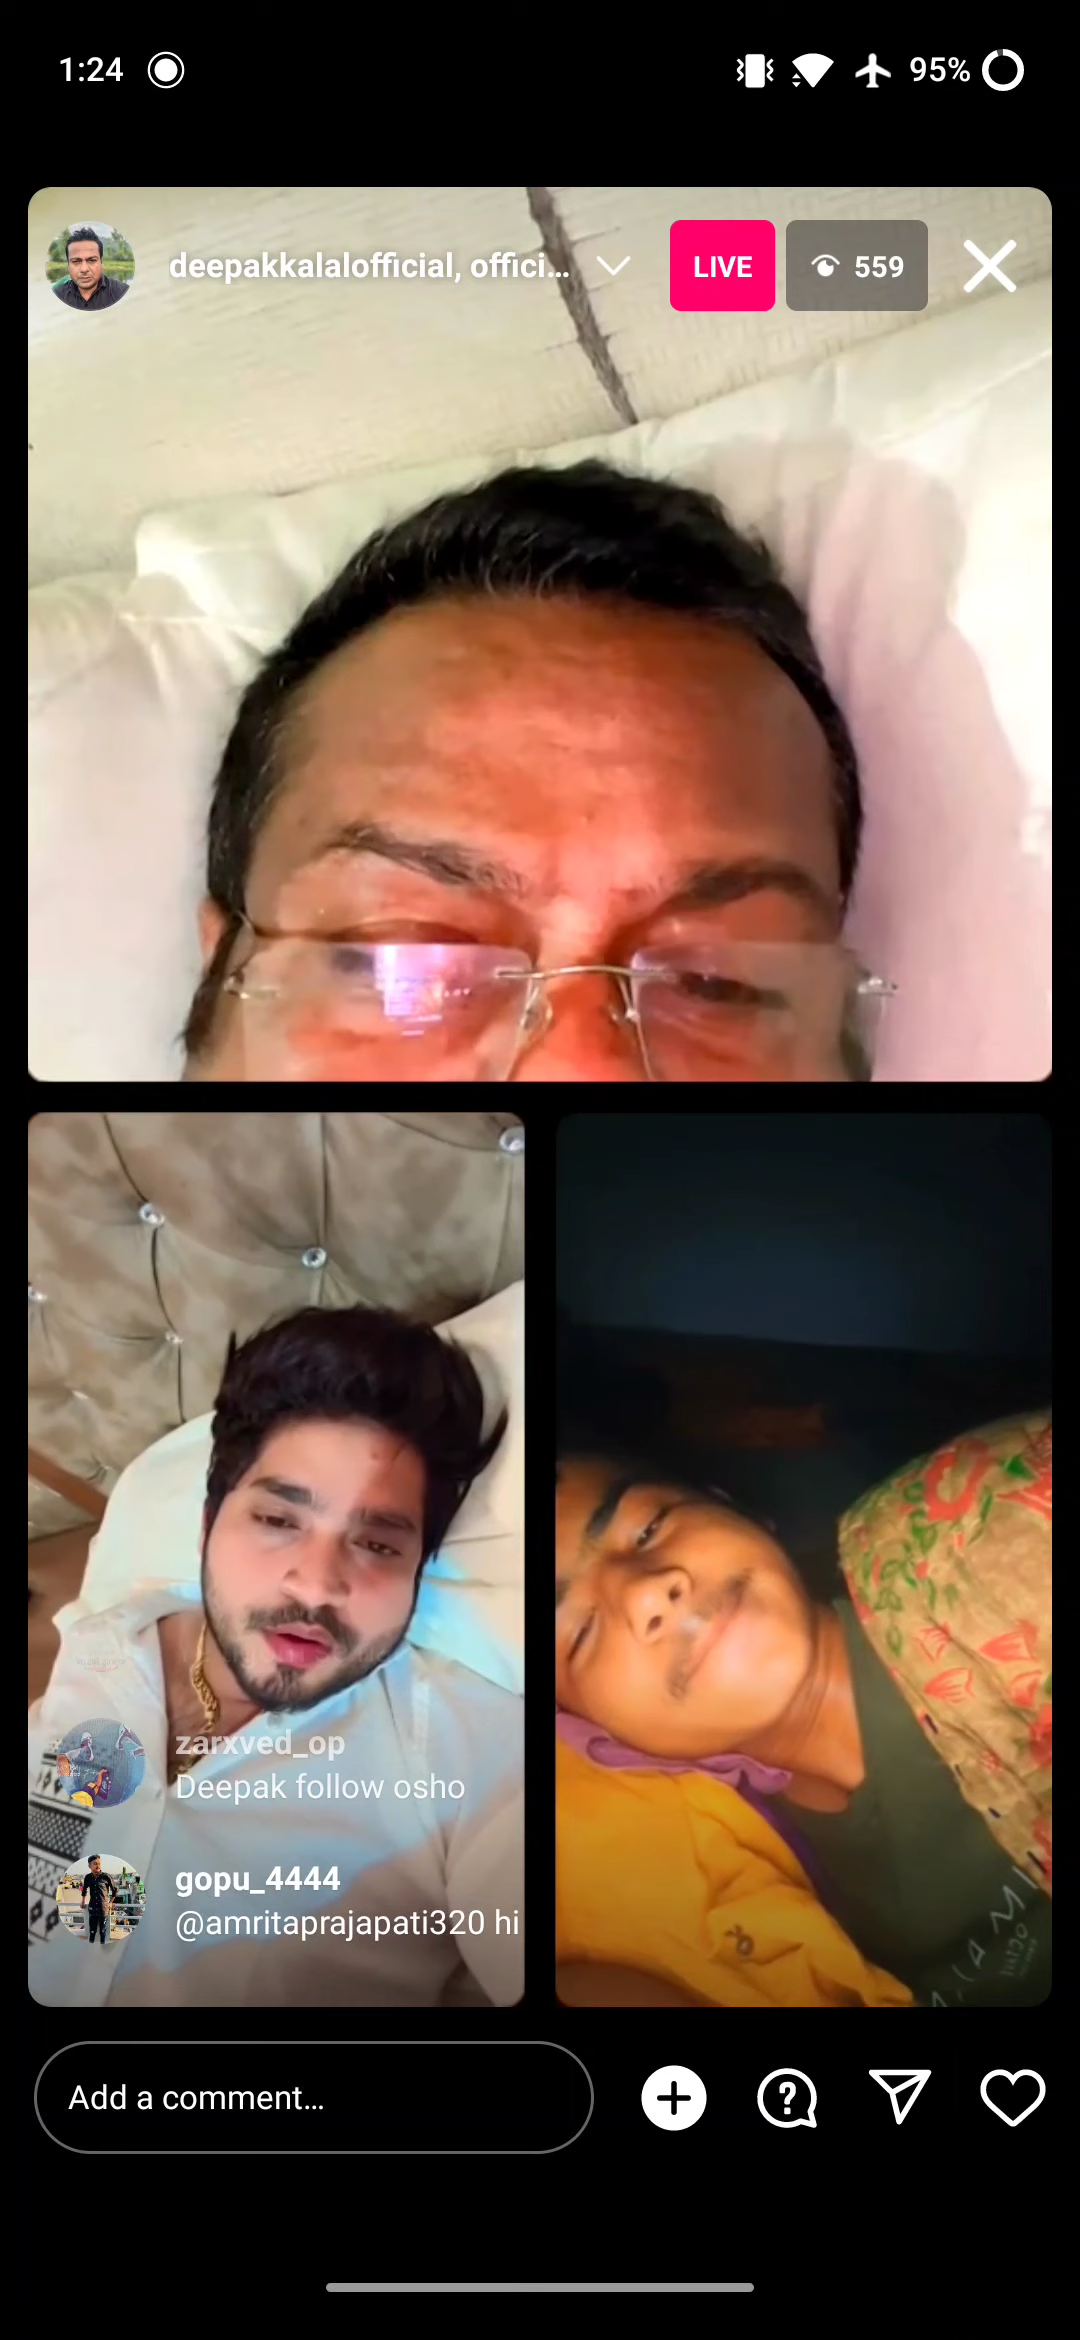 1:24
95%
deepakkalalofficial, offici...
LIVE
559
zarxved_op
Deepak follow osho
gopu_4444
@amritaprajapati320 hi
Add a comment...